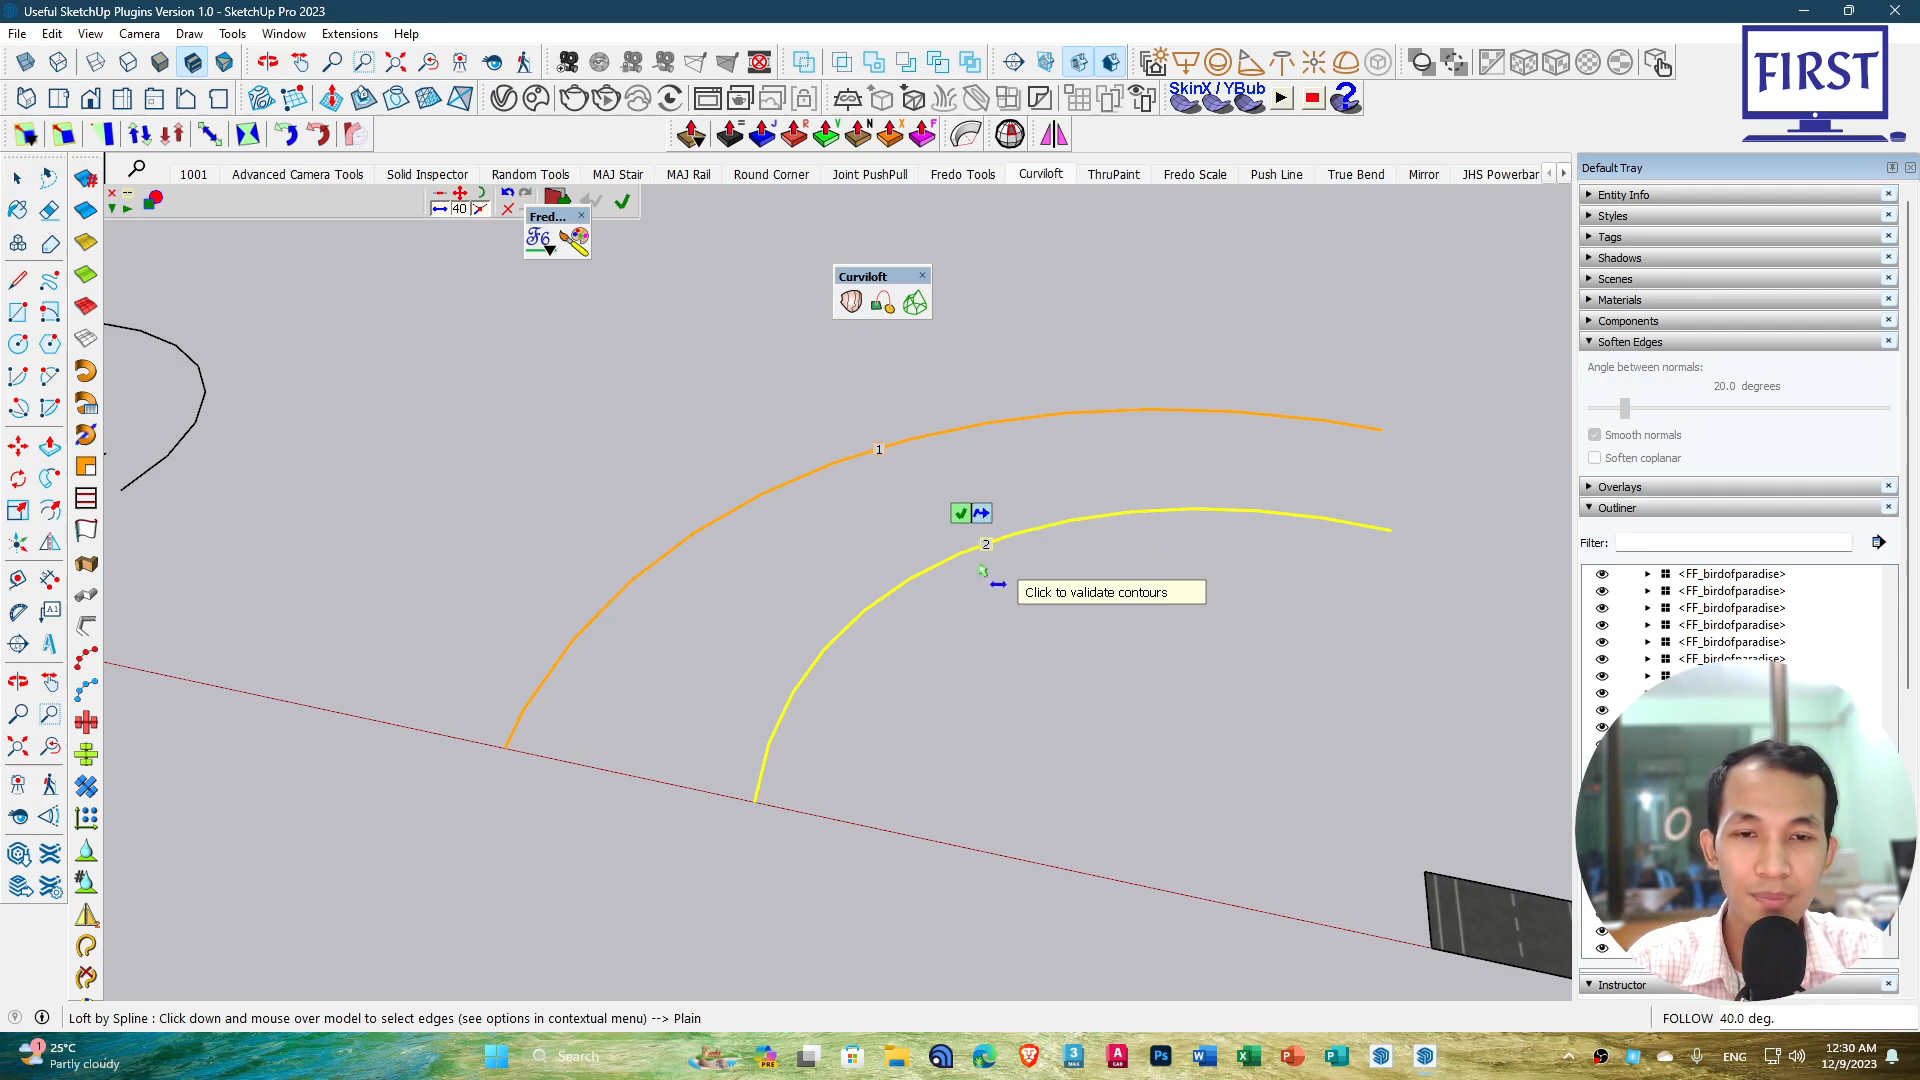 Useful SketchUp Plugins Version 1.0 - SketchUp Pro 2023
File Edit View Camera Draw Tools Window Extensions Help
FIRST
SkinX / YBub
= J R V N X F
1001 Advanced Camera Tools Solid Inspector Random Tools MAJ Stair MAJ Rail Round Corner Joint PushPull Fredo Tools Curviloft ThruPaint Fredo Scale Push Line True Bend Mirror JHS Powerbar
40
Fred...
F6
Curviloft
1
2
Click to validate contours
A1
Default Tray
Entity Info
Styles
Tags
Shadows
Scenes
Materials
Components
Soften Edges
Angle between normals:
20.0 degrees
Smooth normals
Soften coplanar
Overlays
Outliner
Filter:
<FF_birdofparadise>
<FF_birdofparadise>
<FF_birdofparadise>
<FF_birdofparadise>
<FF_birdofparadise>
<FF_birdofparadise>
Instructor
Loft by Spline : Click down and mouse over model to select edges (see options in contextual menu) --> Plain
FOLLOW 40.0 deg.
1
25°C
Partly cloudy
Search
PRE
ENG
12:30 AM
12/9/2023